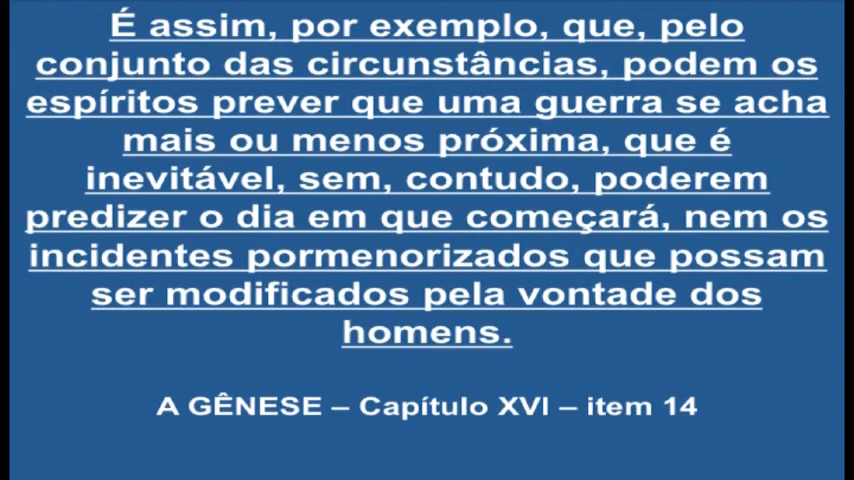 É assim, por exemplo, que, pelo
conjunto das circunstâncias, podem os
espíritos prever que uma guerra se acha
mais ou menos próxima, que é
inevitável, sem, contudo, poderem
predizer o dia em que começará, nem os
incidentes pormenorizados que possam
ser modificados pela vontade dos
homens.
A GÊNESE – Capítulo XVI – item 14